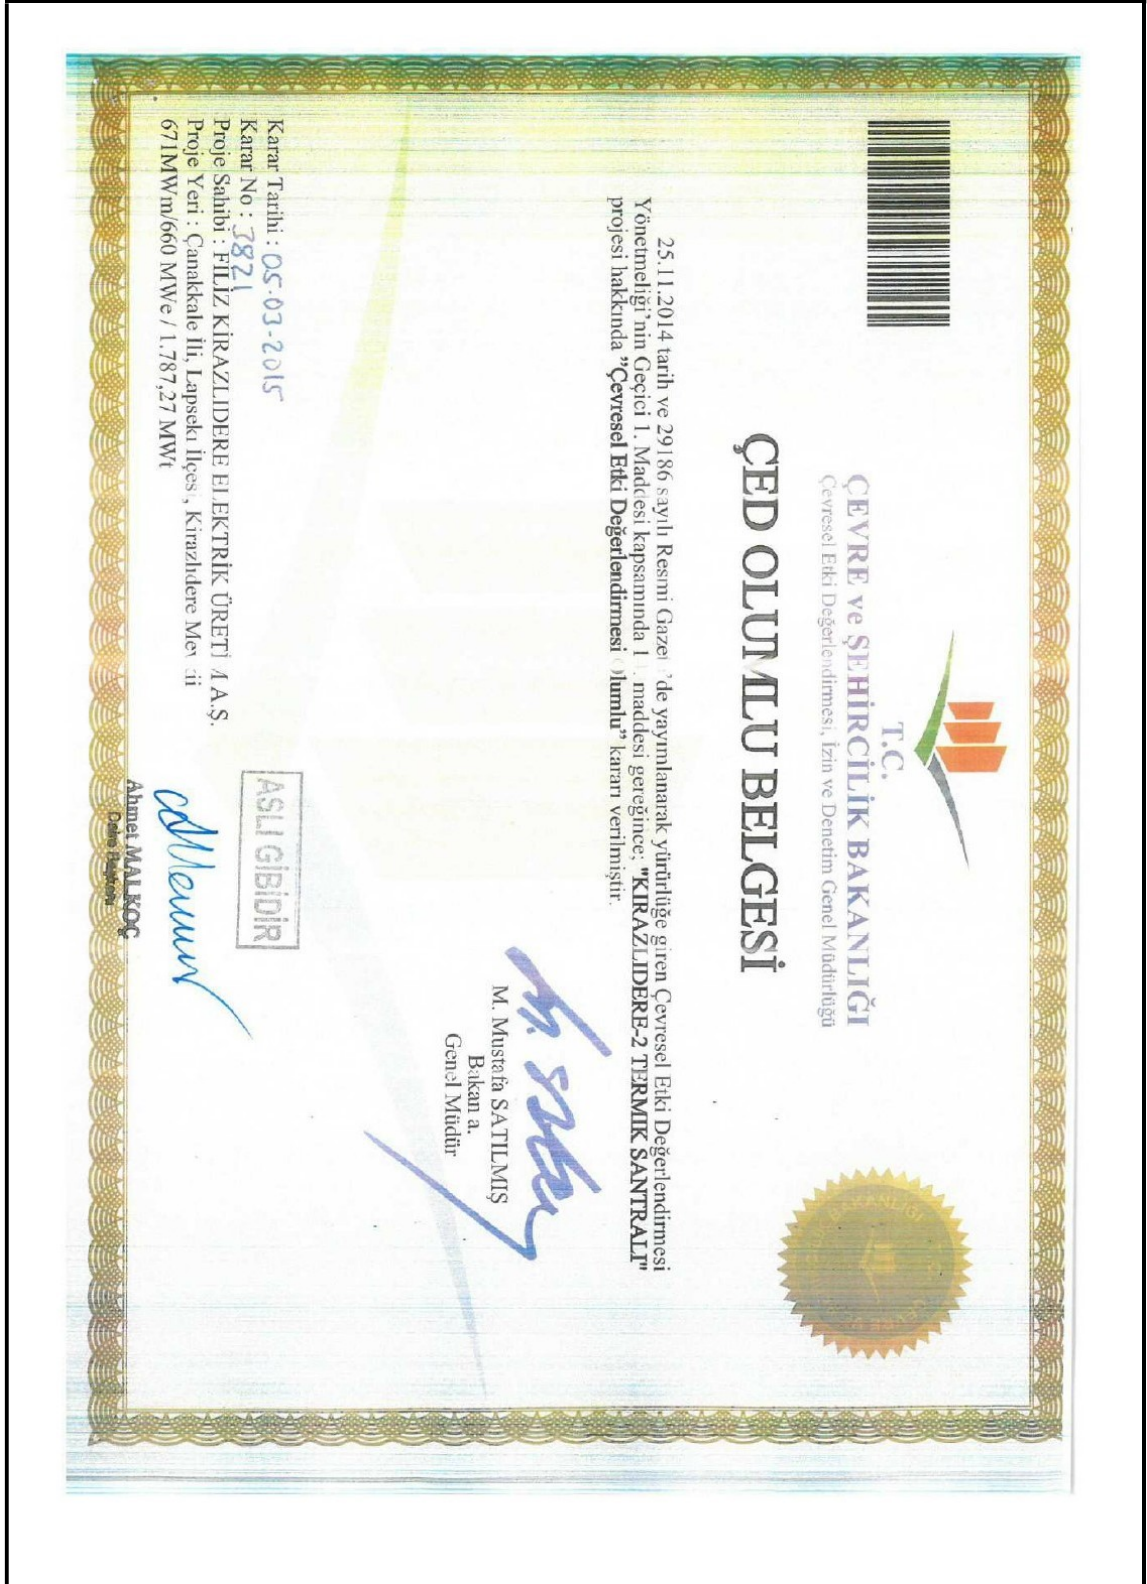 T.C.
ÇEVRE ve ŞEHİRCİLİK BAKANLIĞI
Çevresel Etki Değerlendirmesi, İzin ve Denetim Genel Müdürlüğü
ÇED OLUMLU BELGESİ
25.11.2014 tarih ve 29186 sayılı Resmi Gazete'de yayımlanarak yürürlüğe giren Çevresel Etki Değerlendirmesi
Yönetmeliği'nin Geçici 1. Maddesi kapsamında maddesi gereğince; "KIRAZLIDERE-2 TERMIK SANTRALI"
projesi hakkında "Çevresel Etki Değerlendirmesi Olumlu" kararı verilmiştir.
M. Mustafa SATILMIŞ
Bakan a.
Genel Müdür
Karar Tarihi : 05-03-2015
Karar No : 3821
Proje Sahibi : FİLİZ KİRAZLIDERE ELEKTRİK ÜRETİM A.Ş.
Proje Yeri : Çanakkale İli, Lapseki İlçesi, Kirazlıdere Mevkii
671MWm/660 MWe / 1.787,27 MWt
ASLI GİBİDİR
Ahmet MALKOÇ
Daire Başkanı